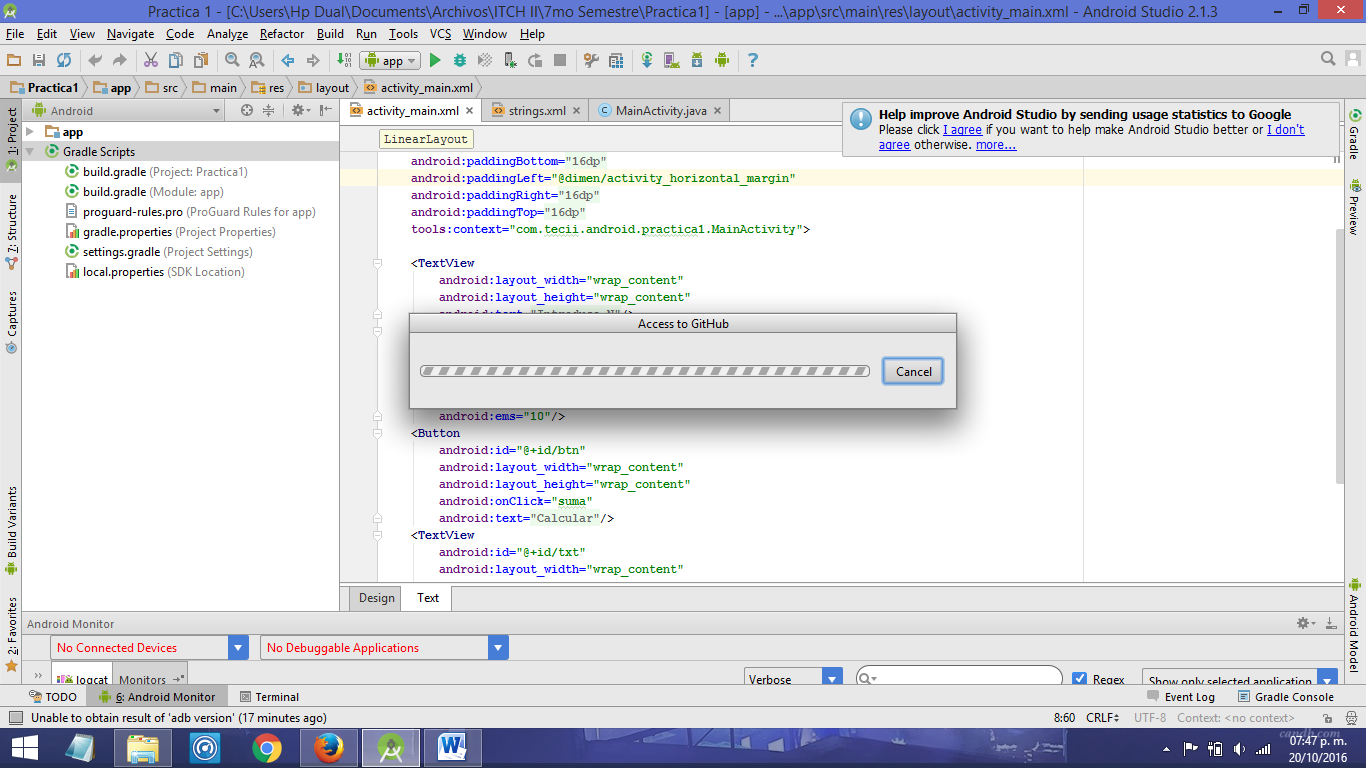 Practica 1 - [C:\Users\Hp Dual\Documents\Archivos\ITCH II\7mo Semestre\Practica1] - [app] - ...\app\src\main\res\layout\activity_main.xml - Android Studio 2.1.3
File Edit View Navigate Code Analyze Refactor Build Run Tools VCS Window Help
app
Practica1 app src main res layout activity_main.xml
Android
activity_main.xml strings.xml MainActivity.java
Help improve Android Studio by sending usage statistics to Google
Please click I agree if you want to help make Android Studio better or I don't
agree otherwise. more...
1: Project
7: Structure
Captures
Build Variants
2: Favorites
app
Gradle Scripts
build.gradle (Project: Practica1)
build.gradle (Module: app)
proguard-rules.pro (ProGuard Rules for app)
gradle.properties (Project Properties)
settings.gradle (Project Settings)
local.properties (SDK Location)
LinearLayout
android:paddingBottom="16dp"
android:paddingLeft="@dimen/activity_horizontal_margin"
android:paddingRight="16dp"
android:paddingTop="16dp"
tools:context="com.tecii.android.practica1.MainActivity">
<TextView
android:layout_width="wrap_content"
android:layout_height="wrap_content"
android:text="Introduce N"/>
Access to GitHub
Cancel
android:ems="10"/>
<Button
android:id="@+id/btn"
android:layout_width="wrap_content"
android:layout_height="wrap_content"
android:onClick="suma"
android:text="Calcular"/>
<TextView
android:id="@+id/txt"
android:layout_width="wrap_content"
Design Text
Gradle
Preview
Android Model
Android Monitor
No Connected Devices No Debuggable Applications
logcat Monitors Verbose Regex Show only selected application
TODO 6: Android Monitor Terminal Event Log Gradle Console
Unable to obtain result of 'adb version' (17 minutes ago) 8:60 CRLF UTF-8 Context: <no context>
07:47 p. m.
20/10/2016